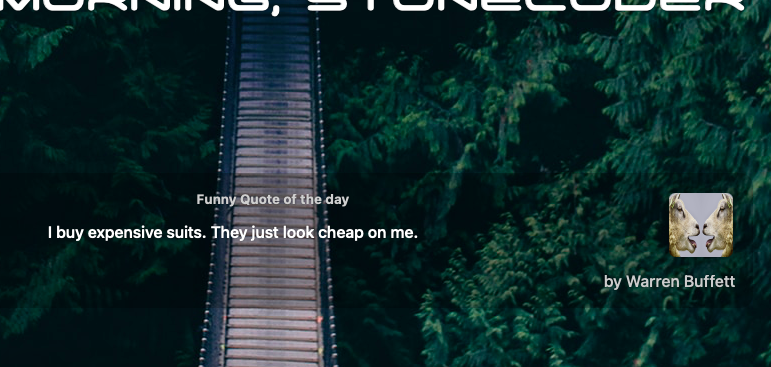 MORNING, STONECODER
Funny Quote of the day
I buy expensive suits. They just look cheap on me.
by Warren Buffett